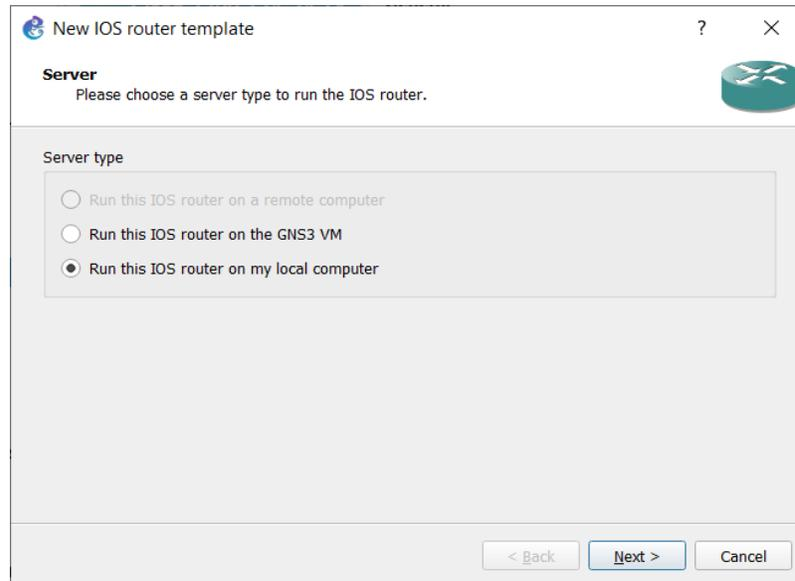 New IOS router template
?
Server
Please choose a server type to run the IOS router.
Server type
Run this IOS router on a remote computer
Run this IOS router on the GNS3 VM
Run this IOS router on my local computer
< Back
Next >
Cancel